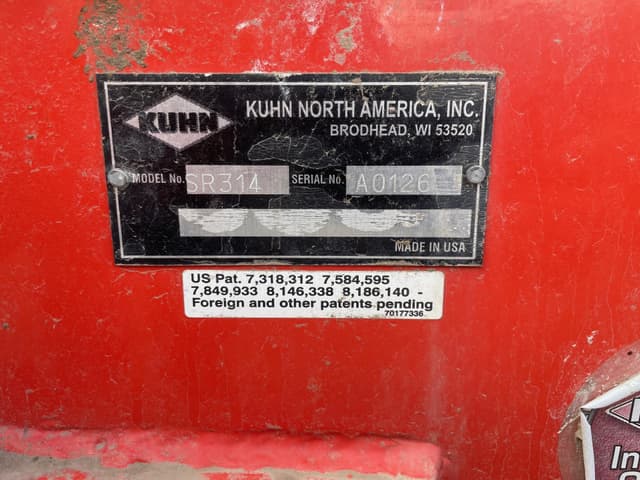 KUHN
KUHN NORTH AMERICA, INC.
BRODHEAD, WI 53520
MODEL No. SR314 SERIAL No. A0126
MADE IN USA
US Pat. 7,318,312 7,584,595
7,849,933 8,146,338 8,186,140 -
Foreign and other patents pending
70177336
In